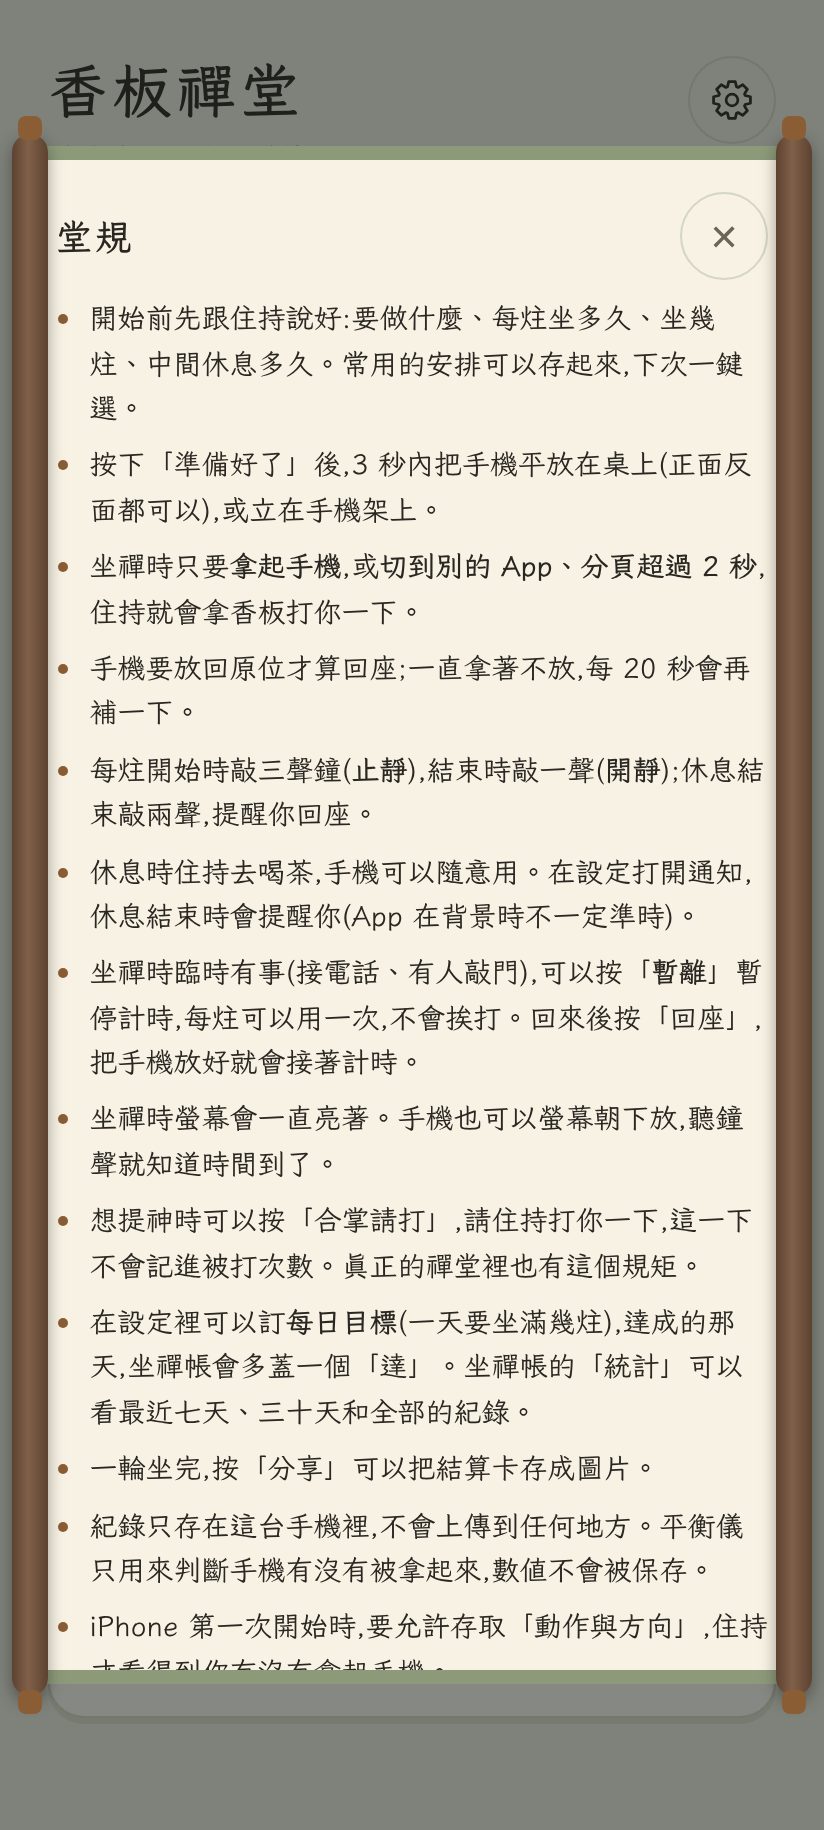 香板禪堂
堂規
×
開始前先跟住持說好:要做什麼、每炷坐多久、坐幾
炷、中間休息多久。常用的安排可以存起來,下次一鍵
選。
按下「準備好了」後,3 秒內把手機平放在桌上(正面反
面都可以),或立在手機架上。
坐禪時只要拿起手機,或切到別的 App、分頁超過 2 秒,
住持就會拿香板打你一下。
手機要放回原位才算回座;一直拿著不放,每 20 秒會再
補一下。
每炷開始時敲三聲鐘(止靜),結束時敲一聲(開靜);休息結
束敲兩聲,提醒你回座。
休息時住持去喝茶,手機可以隨意用。在設定打開通知,
休息結束時會提醒你(App 在背景時不一定準時)。
坐禪時臨時有事(接電話、有人敲門),可以按「暫離」暫
停計時,每炷可以用一次,不會挨打。回來後按「回座」,
把手機放好就會接著計時。
坐禪時螢幕會一直亮著。手機也可以螢幕朝下放,聽鐘
聲就知道時間到了。
想提神時可以按「合掌請打」,請住持打你一下,這一下
不會記進被打次數。真正的禪堂裡也有這個規矩。
在設定裡可以訂每日目標(一天要坐滿幾炷),達成的那
天,坐禪帳會多蓋一個「達」。坐禪帳的「統計」可以
看最近七天、三十天和全部的紀錄。
一輪坐完,按「分享」可以把結算卡存成圖片。
紀錄只存在這台手機裡,不會上傳到任何地方。平衡儀
只用來判斷手機有沒有被拿起來,數值不會被保存。
iPhone 第一次開始時,要允許存取「動作與方向」,住持
才看得到你有沒有拿起手機。